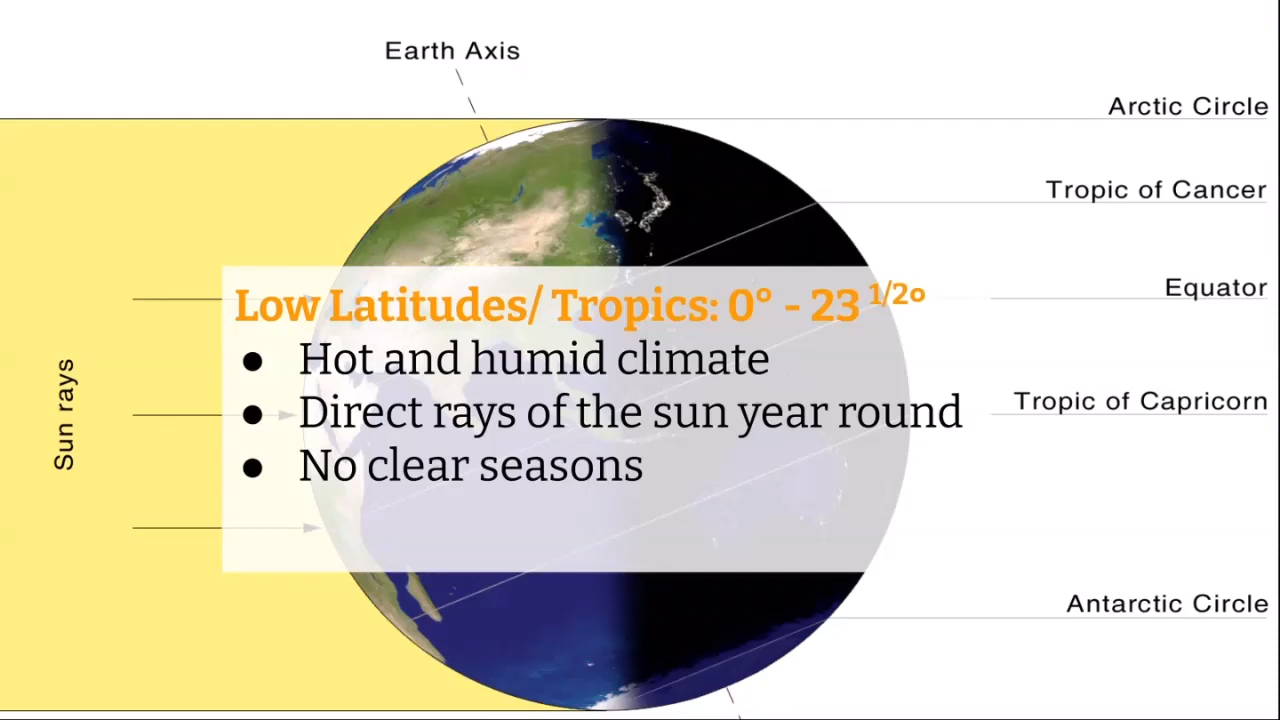 Earth Axis
Arctic Circle
Tropic of Cancer
Equator
Low Latitudes/ Tropics: 0° - 23 1/2º
● Hot and humid climate
● Direct rays of the sun year round
● No clear seasons
Sun rays
Tropic of Capricorn
Antarctic Circle